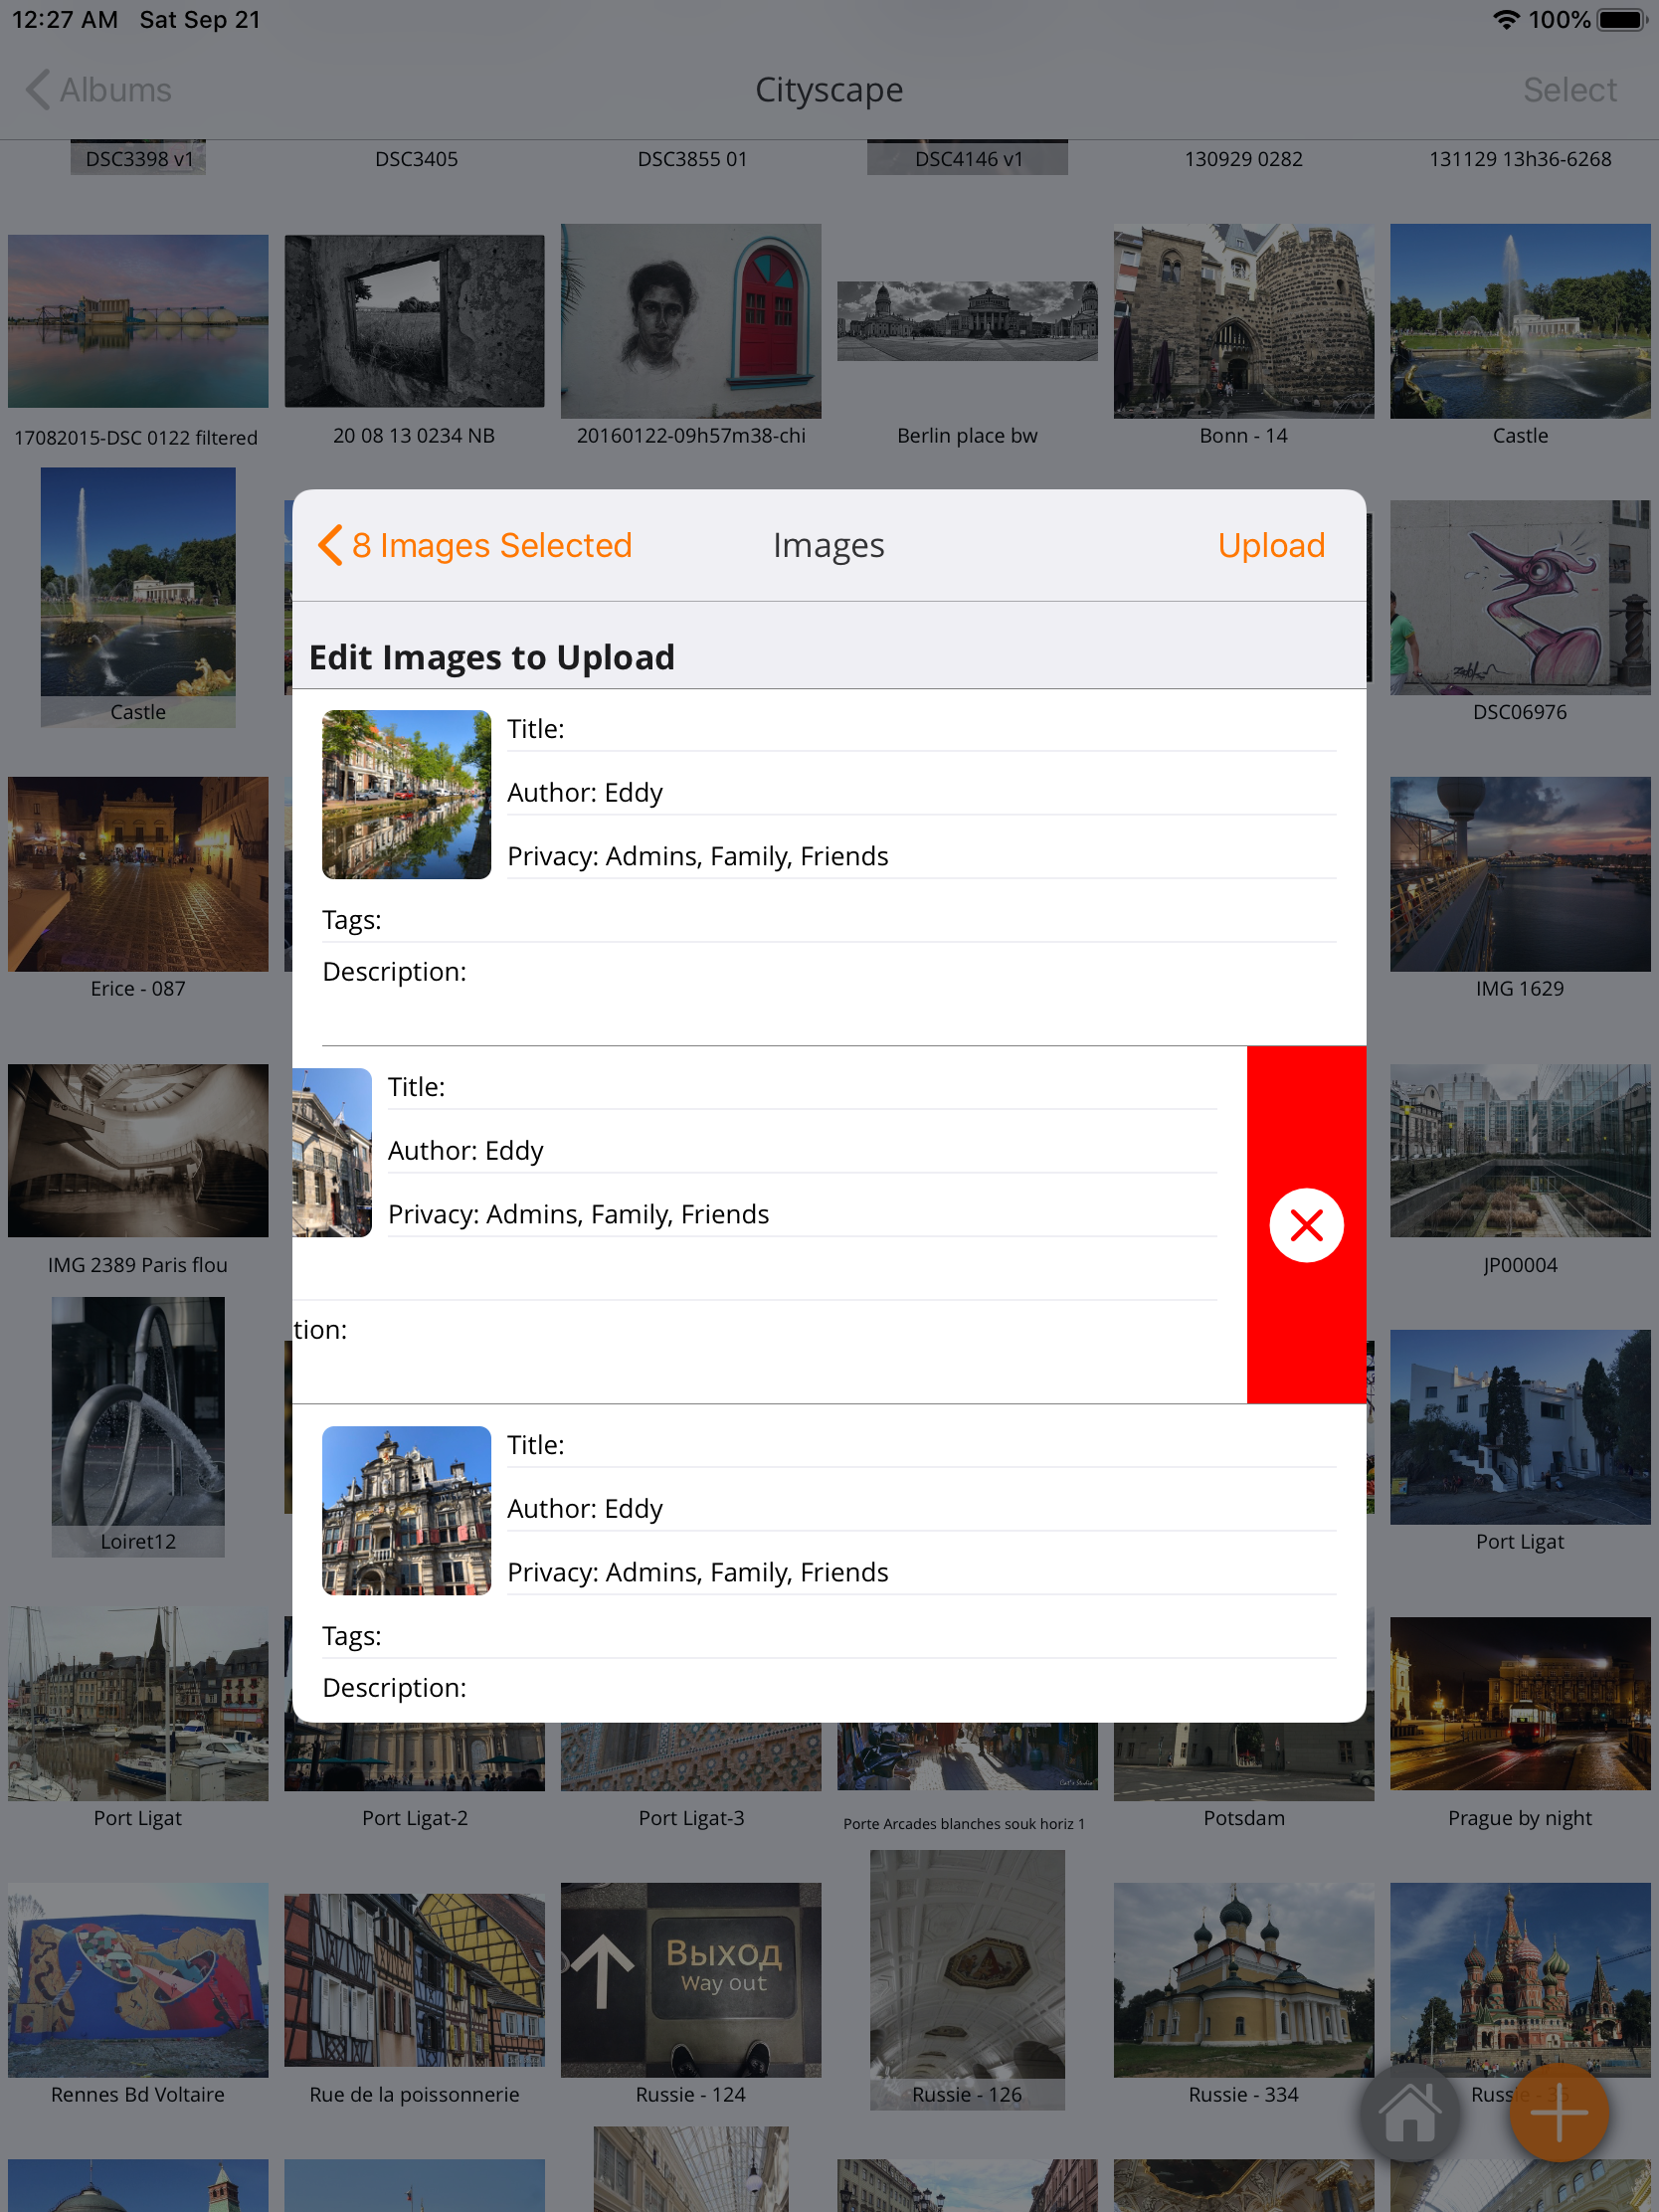 12:27 AM Sat Sep 21
100%
Albums
Cityscape
Select
DSC3398 v1
DSC3405
DSC3855 01
DSC4146 v1
130929 0282
131129 13h36-6268
17082015-DSC 0122 filtered
20 08 13 0234 NB
20160122-09h57m38-chi
Berlin place bw
Bonn - 14
Castle
Castle
DSC06976
8 Images Selected
Images
Upload
Edit Images to Upload
Title:
Author: Eddy
Privacy: Admins, Family, Friends
Tags:
Description:
Title:
Author: Eddy
Privacy: Admins, Family, Friends
tion:
Title:
Author: Eddy
Privacy: Admins, Family, Friends
Tags:
Description:
Erice - 087
IMG 1629
IMG 2389 Paris flou
JP00004
Loiret12
Port Ligat
Port Ligat
Port Ligat-2
Port Ligat-3
Porte Arcades blanches souk horiz 1
Potsdam
Prague by night
Выход
Way out
Rennes Bd Voltaire
Rue de la poissonnerie
Russie - 124
Russie - 126
Russie - 334
Russie - 35